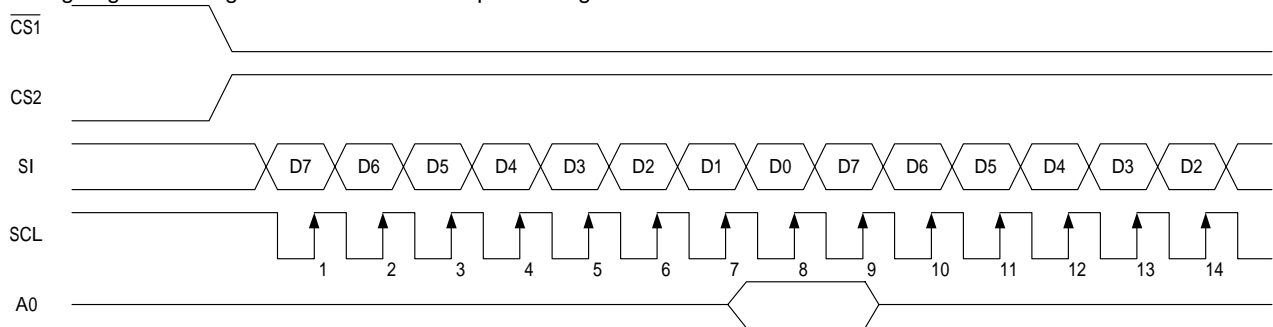 CS1
CS2
SI D7 D6 D5 D4 D3 D2 D1 D0 D7 D6 D5 D4 D3 D2
SCL
1 2 3 4 5 6 7 8 9 10 11 12 13 14
A0